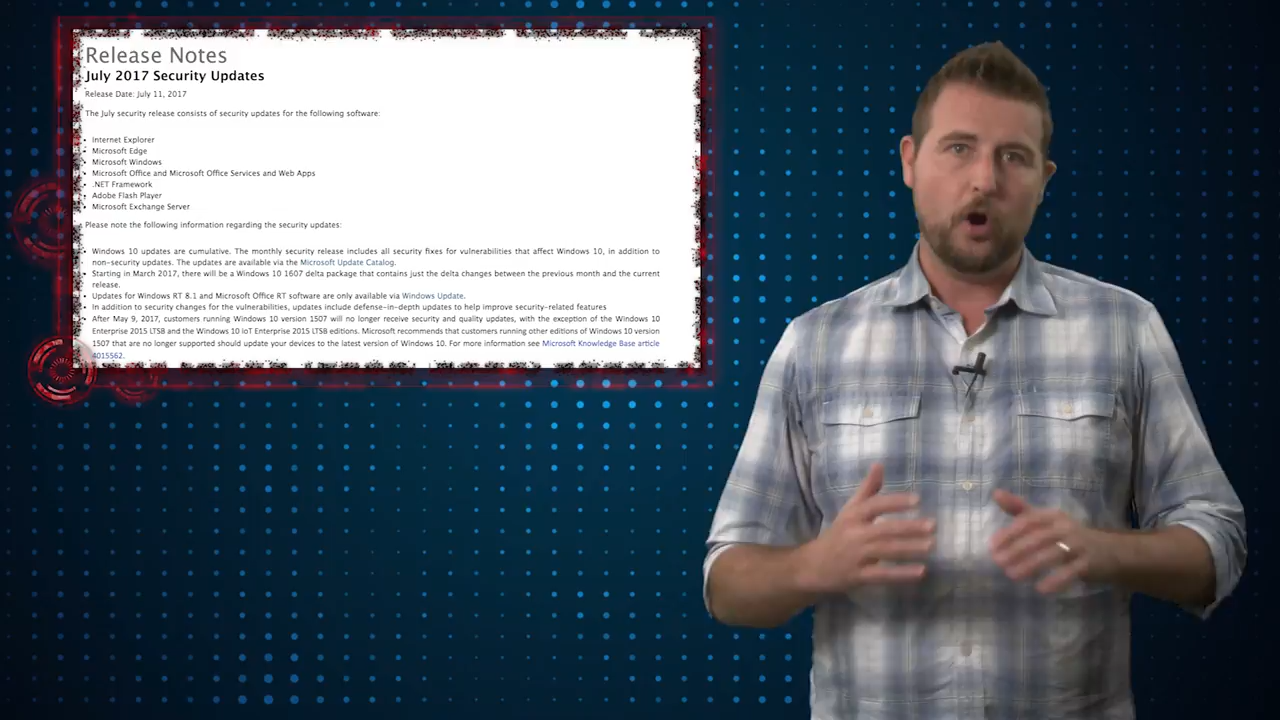 Release Notes
July 2017 Security Updates
Release Date: July 11, 2017
The July security release consists of security updates for the following software:
Internet Explorer
Microsoft Edge
Microsoft Windows
Microsoft Office and Microsoft Office Services and Web Apps
.NET Framework
Adobe Flash Player
Microsoft Exchange Server
Please note the following information regarding the security updates:
Windows 10 updates are cumulative. The monthly security release includes all security fixes for vulnerabilities that affect Windows 10, in addition to
non-security updates. The updates are available via the Microsoft Update Catalog.
Starting in March 2017, there will be a Windows 10 1607 delta package that contains just the delta changes between the previous month and the current
release.
Updates for Windows RT 8.1 and Microsoft Office RT software are only available via Windows Update.
In addition to security changes for the vulnerabilities, updates include defense-in-depth updates to help improve security-related features
After May 9, 2017, customers running Windows 10 version 1507 will no longer receive security and quality updates, with the exception of the Windows 10
Enterprise 2015 LTSB and the Windows 10 IoT Enterprise 2015 LTSB editions. Microsoft recommends that customers running other editions of Windows 10 version
1507 that are no longer supported should update your devices to the latest version of Windows 10. For more information see Microsoft Knowledge Base article
4015562.